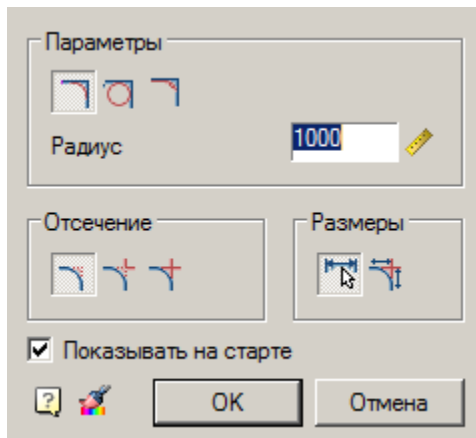 Параметры
Радиус 1000
Отсечение Размеры
Показывать на старте
OK Отмена